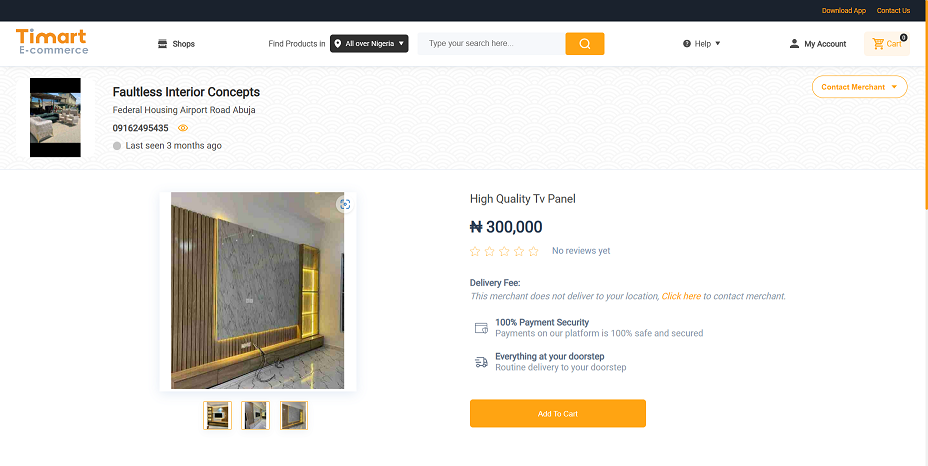 Download App
Contact Us
Timart
E-commerce
Shops
Find Products in
All over Nigeria
Type your search here...
Help
My Account
Cart
0
Faultless Interior Concepts
Federal Housing Airport Road Abuja
09162495435
Last seen 3 months ago
Contact Merchant
High Quality Tv Panel
₦ 300,000
No reviews yet
Delivery Fee:
This merchant does not deliver to your location, Click here to contact merchant.
100% Payment Security
Payments on our platform is 100% safe and secured
Everything at your doorstep
Routine delivery to your doorstep
Add To Cart